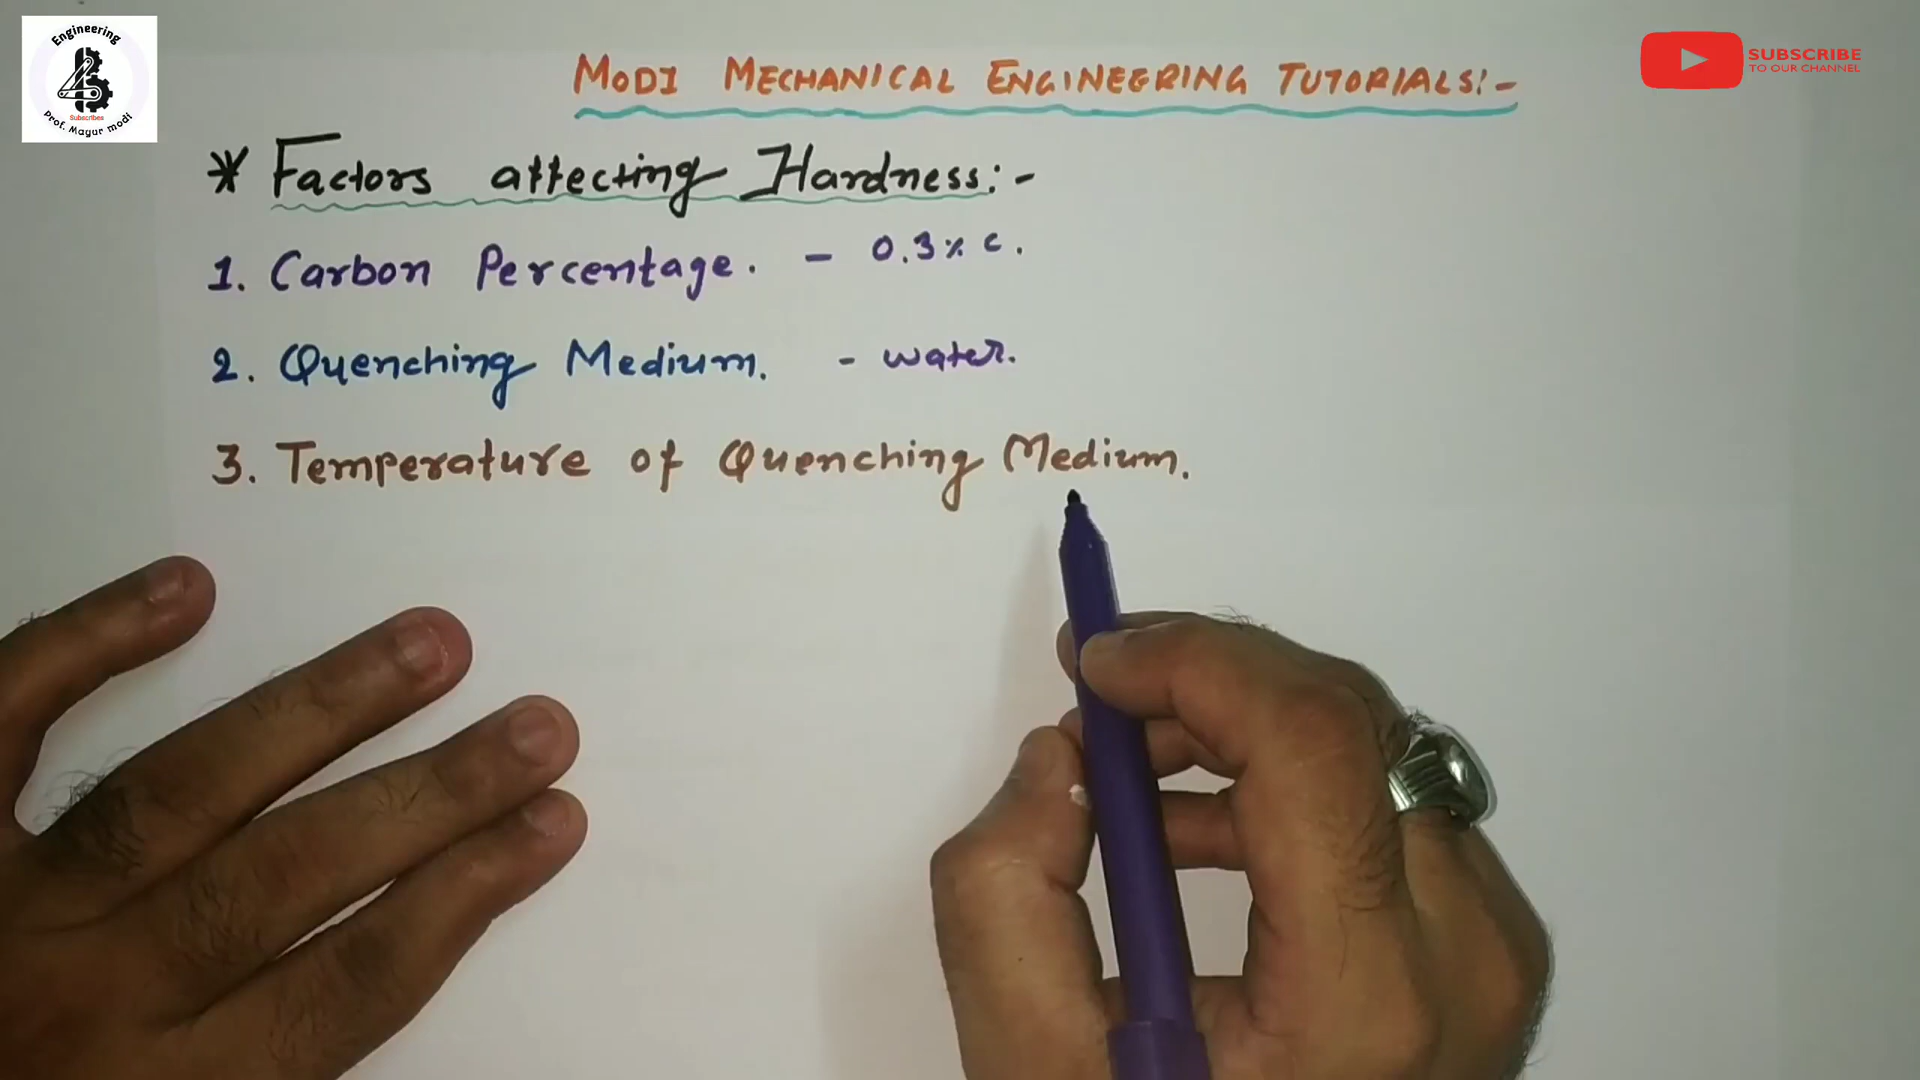 Engineering
Subscribes
Prof. Mayur modi
SUBSCRIBE
TO OUR CHANNEL
MODI MECHANICAL ENGINEERING TUTORIALS:-
* Factors affecting Hardness:-
1. Carbon Percentage. - 0.3% C.
2. Quenching Medium. - water.
3. Temperature of Quenching Medium.